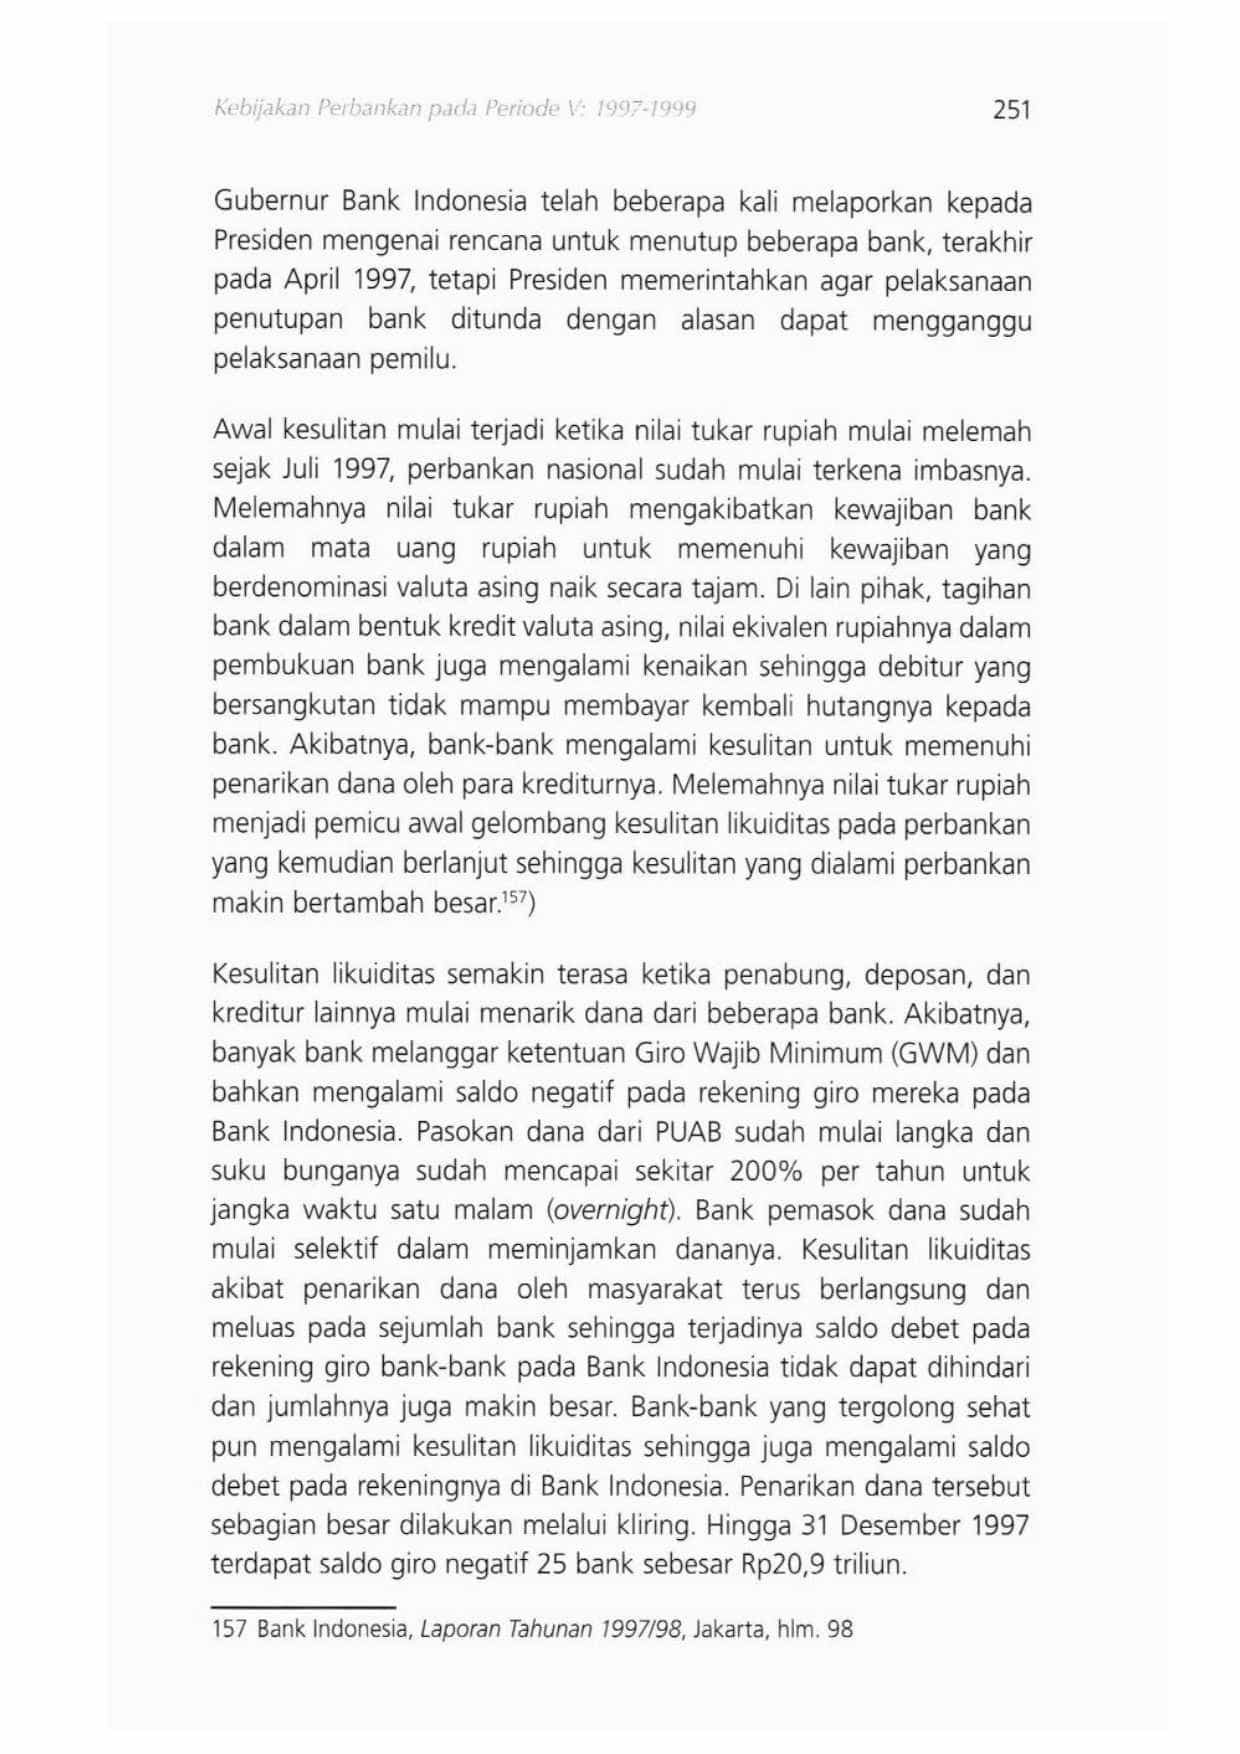 Kebijakan Perbankan pada Periode V: 1997-1999 251
Gubernur Bank Indonesia telah beberapa kali melaporkan kepada
Presiden mengenai rencana untuk menutup beberapa bank, terakhir
pada April 1997, tetapi Presiden memerintahkan agar pelaksanaan
penutupan bank ditunda dengan alasan dapat mengganggu
pelaksanaan pemilu.
Awal kesulitan mulai terjadi ketika nilai tukar rupiah mulai melemah
sejak Juli 1997, perbankan nasional sudah mulai terkena imbasnya.
Melemahnya nilai tukar rupiah mengakibatkan kewajiban bank
dalam mata uang rupiah untuk memenuhi kewajiban yang
berdenominasi valuta asing naik secara tajam. Di lain pihak, tagihan
bank dalam bentuk kredit valuta asing, nilai ekivalen rupiahnya dalam
pembukuan bank juga mengalami kenaikan sehingga debitur yang
bersangkutan tidak mampu membayar kembali hutangnya kepada
bank. Akibatnya, bank-bank mengalami kesulitan untuk memenuhi
penarikan dana oleh para krediturnya. Melemahnya nilai tukar rupiah
menjadi pemicu awal gelombang kesulitan likuiditas pada perbankan
yang kemudian berlanjut sehingga kesulitan yang dialami perbankan
makin bertambah besar.157)
Kesulitan likuiditas semakin terasa ketika penabung, deposan, dan
kreditur lainnya mulai menarik dana dari beberapa bank. Akibatnya,
banyak bank melanggar ketentuan Giro Wajib Minimum (GWM) dan
bahkan mengalami saldo negatif pada rekening giro mereka pada
Bank Indonesia. Pasokan dana dari PUAB sudah mulai langka dan
suku bunganya sudah mencapai sekitar 200% per tahun untuk
jangka waktu satu malam (overnight). Bank pemasok dana sudah
mulai selektif dalam meminjamkan dananya. Kesulitan likuiditas
akibat penarikan dana oleh masyarakat terus berlangsung dan
meluas pada sejumlah bank sehingga terjadinya saldo debet pada
rekening giro bank-bank pada Bank Indonesia tidak dapat dihindari
dan jumlahnya juga makin besar. Bank-bank yang tergolong sehat
pun mengalami kesulitan likuiditas sehingga juga mengalami saldo
debet pada rekeningnya di Bank Indonesia. Penarikan dana tersebut
sebagian besar dilakukan melalui kliring. Hingga 31 Desember 1997
terdapat saldo giro negatif 25 bank sebesar Rp20,9 triliun.
157 Bank Indonesia, Laporan Tahunan 1997/98, Jakarta, hlm. 98